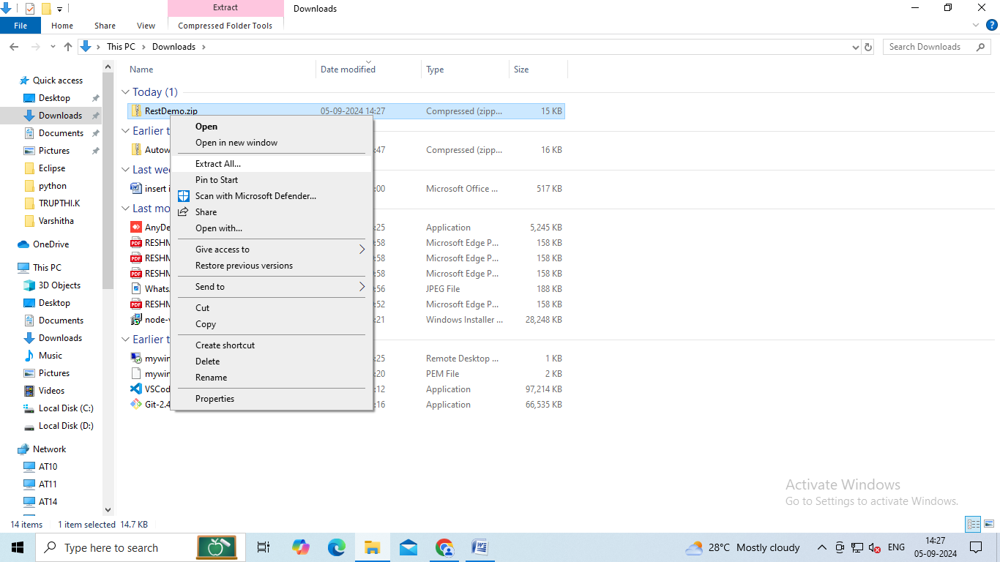 Extract
Downloads
File
Home
Share
View
Compressed Folder Tools
This PC
Downloads
Search Downloads
Name
Date modified
Type
Size
Quick access
Desktop
Downloads
Documents
Pictures
Eclipse
python
TRUPTHI.K
Varshitha
OneDrive
This PC
3D Objects
Desktop
Documents
Downloads
Music
Pictures
Videos
Local Disk (C:)
Local Disk (D:)
Network
AT10
AT11
AT14
Today (1)
RestDemo.zip 05-09-2024 14:27 Compressed (zipp... 15 KB
Earlier t
Autow :47 Compressed (zipp... 16 KB
Last wee
insert i :00 Microsoft Office ... 517 KB
Last mo
AnyDe :25 Application 5,245 KB
RESHM :58 Microsoft Edge P... 158 KB
RESHM :58 Microsoft Edge P... 158 KB
RESHM :58 Microsoft Edge P... 158 KB
Whats. :56 JPEG File 188 KB
RESHM :52 Microsoft Edge P... 158 KB
node-v :21 Windows Installer ... 28,248 KB
Earlier t
mywin :25 Remote Desktop ... 1 KB
mywin :20 PEM File 2 KB
VSCod :12 Application 97,214 KB
Git-2.4 :16 Application 66,535 KB
Open
Open in new window
Extract All...
Pin to Start
Scan with Microsoft Defender...
Share
Open with...
Give access to
Restore previous versions
Send to
Cut
Copy
Create shortcut
Delete
Rename
Properties
Activate Windows
Go to Settings to activate Windows.
14 items 1 item selected 14.7 KB
Type here to search
28°C Mostly cloudy
ENG
14:27
05-09-2024